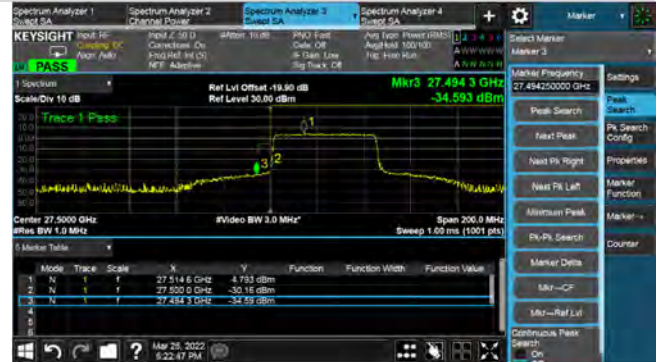 Spectrum Analyzer 1
Swept SA
Spectrum Analyzer 2
Channel Power
Spectrum Analyzer 3
Swept SA
Spectrum Analyzer 4
Swept SA
+
Marker
KEYSIGHT
Input: RF
Coupling: DC
Align: Auto
Input Z: 50 Ω
Corrections: On
Freq Ref: Int (S)
NFE: Adaptive
#Atten: 10 dB
PNO: Fast
Gate: Off
IF Gain: Low
Sig Track: Off
Avg Type: Power (RMS)
Avg|Hold: 100/100
Trig: Free Run
PASS
Select Marker
Marker 3
1 Spectrum
Scale/Div 10 dB
Ref Lvl Offset -19.90 dB
Ref Level 30.00 dBm
Mkr3 27.494 3 GHz
-34.593 dBm
Trace 1 Pass
1
3
2
Center 27.5000 GHz
#Res BW 1.0 MHz
#Video BW 3.0 MHz*
Span 200.0 MHz
Sweep 1.00 ms (1001 pts)
5 Marker Table
Mode Trace Scale X Y Function Function Width Function Value
1 N 1 f 27.514 6 GHz 4.793 dBm
2 N 1 f 27.500 0 GHz -30.16 dBm
3 N 1 f 27.494 3 GHz -34.59 dBm
4
5
6
Marker Frequency
27.494250000 GHz
Peak Search
Next Peak
Next Pk Right
Next Pk Left
Minimum Peak
Pk-Pk Search
Marker Delta
Mkr→CF
Mkr→Ref Lvl
Continuous Peak
Search
On
Off
Settings
Peak
Search
Pk Search
Config
Properties
Marker
Function
Marker→
Counter
?
Mar 28, 2022
6:22:47 PM